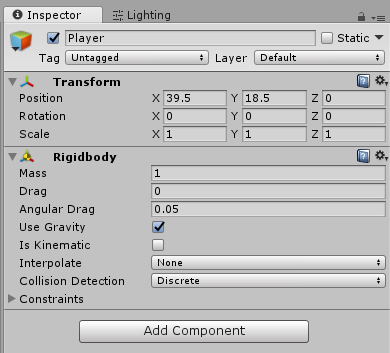 Inspector Lighting
Player Static
Tag Untagged Layer Default
Transform
Position X 39.5 Y 18.5 Z 0
Rotation X 0 Y 0 Z 0
Scale X 1 Y 1 Z 1
Rigidbody
Mass 1
Drag 0
Angular Drag 0.05
Use Gravity
Is Kinematic
Interpolate None
Collision Detection Discrete
Constraints
Add Component